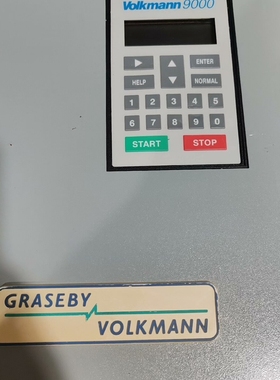 Volkmann 9000
ENTER
HELP
NORMAL
1 2 3 4 5
6 7 8 9 0
START STOP
GRASEBY
VOLKMANN